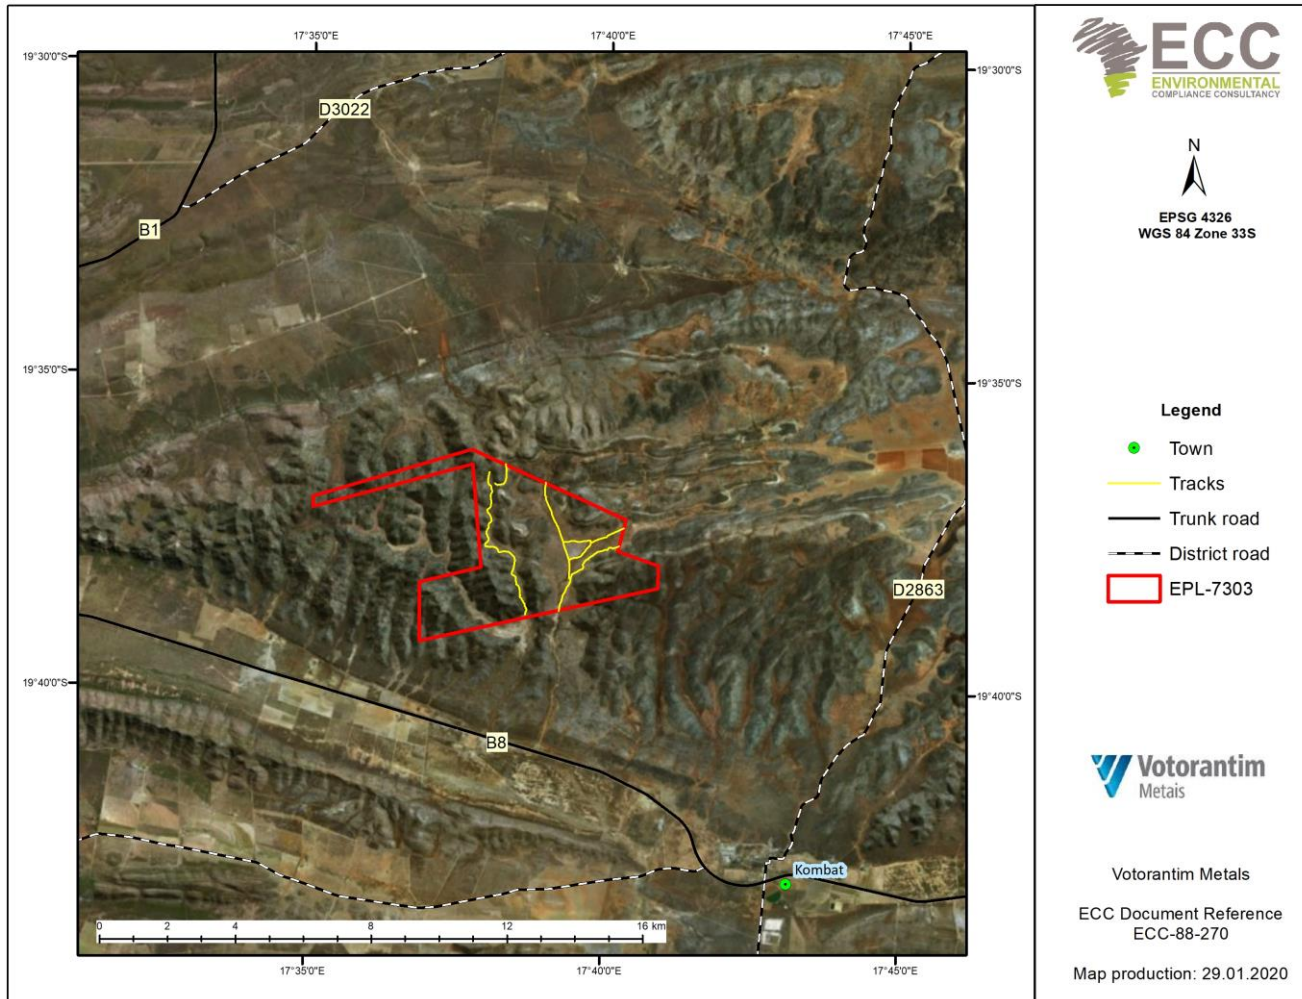 17°35'0"E
17°40'0"E
17°45'0"E
19°30'0"S
19°30'0"S
D3022
B1
19°35'0"S
19°35'0"S
D2863
19°40'0"S
19°40'0"S
B8
Kombat
0 2 4 8 12 16 km
17°35'0"E
17°40'0"E
17°45'0"E
ECC
ENVIRONMENTAL
COMPLIANCE CONSULTANCY
N
EPSG 4326
WGS 84 Zone 33S
Legend
Town
Tracks
Trunk road
District road
EPL-7303
Votorantim
Metais
Votorantim Metals
ECC Document Reference
ECC-88-270
Map production: 29.01.2020